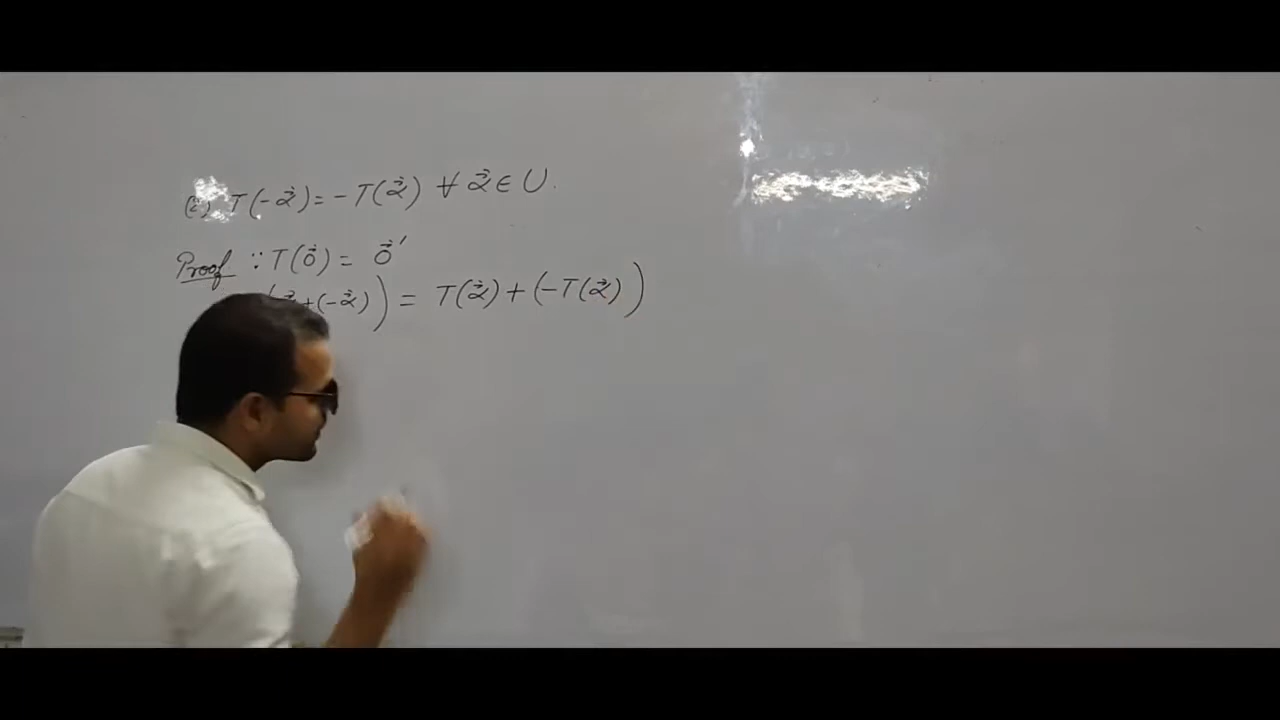 (i) T(-α⃗) = -T(α⃗) ∀ α⃗ ∈ U.
Proof ∵ T(0⃗) = 0⃗'
(α⃗ + (-α⃗)) = T(α⃗) + (-T(α⃗))